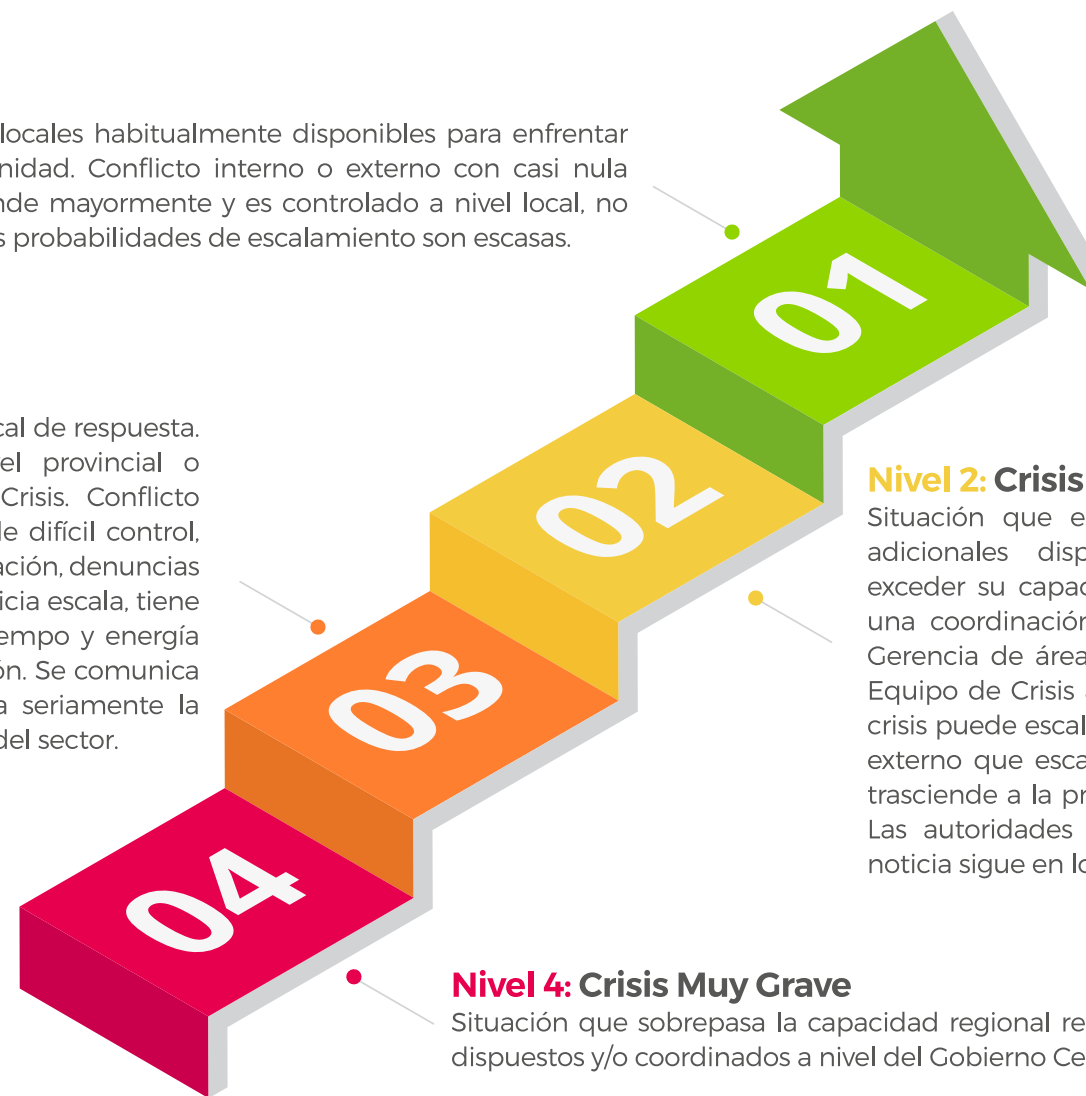 locales habitualmente disponibles para enfrentar
nidad. Conflicto interno o externo con casi nula
nde mayormente y es controlado a nivel local, no
s probabilidades de escalamiento son escasas.
01
cal de respuesta.
el provincial o
Crisis. Conflicto
e difícil control,
ación, denuncias
icia escala, tiene
empo y energía
ón. Se comunica
a seriamente la
del sector.
02
Nivel 2: Crisis
Situación que e
adicionales disp
exceder su capac
una coordinación
Gerencia de área
Equipo de Crisis
crisis puede escal
externo que esca
trasciende a la pr
Las autoridades
noticia sigue en lo
03
04
Nivel 4: Crisis Muy Grave
Situación que sobrepasa la capacidad regional re
dispuestos y/o coordinados a nivel del Gobierno Ce